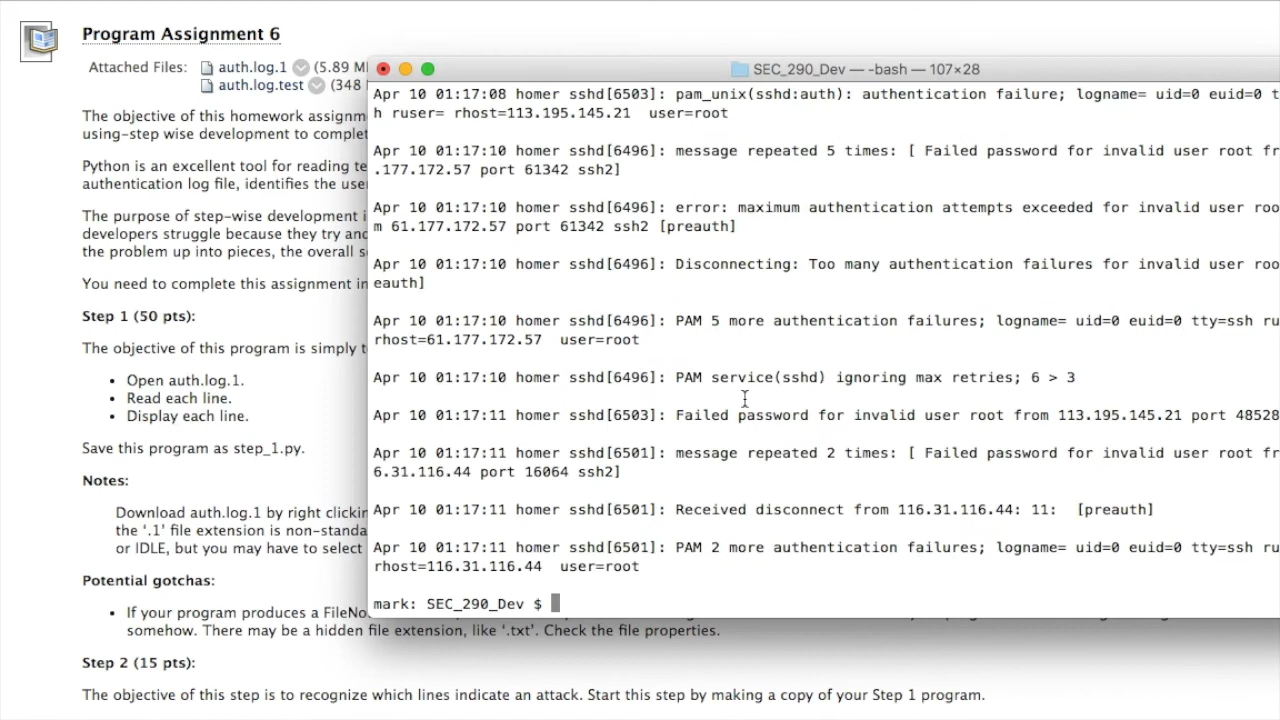 Program Assignment 6
Attached Files: auth.log.1 (5.89 M
auth.log.test (348
The objective of this homework assignm
using-step wise development to complet
Python is an excellent tool for reading te
authentication log file, identifies the use
The purpose of step-wise development i
developers struggle because they try and
the problem up into pieces, the overall s
You need to complete this assignment in
Step 1 (50 pts):
The objective of this program is simply t
• Open auth.log.1.
• Read each line.
• Display each line.
Save this program as step_1.py.
Notes:
Download auth.log.1 by right clickin
the '.1' file extension is non-standa
or IDLE, but you may have to select
Potential gotchas:
• If your program produces a FileNo
somehow. There may be a hidden file extension, like '.txt'. Check the file properties.
Step 2 (15 pts):
The objective of this step is to recognize which lines indicate an attack. Start this step by making a copy of your Step 1 program.
SEC_290_Dev — -bash — 107×28
Apr 10 01:17:08 homer sshd[6503]: pam_unix(sshd:auth): authentication failure; logname= uid=0 euid=0 t
h ruser= rhost=113.195.145.21 user=root
Apr 10 01:17:10 homer sshd[6496]: message repeated 5 times: [ Failed password for invalid user root fr
.177.172.57 port 61342 ssh2]
Apr 10 01:17:10 homer sshd[6496]: error: maximum authentication attempts exceeded for invalid user roo
m 61.177.172.57 port 61342 ssh2 [preauth]
Apr 10 01:17:10 homer sshd[6496]: Disconnecting: Too many authentication failures for invalid user roo
eauth]
Apr 10 01:17:10 homer sshd[6496]: PAM 5 more authentication failures; logname= uid=0 euid=0 tty=ssh ru
rhost=61.177.172.57 user=root
Apr 10 01:17:10 homer sshd[6496]: PAM service(sshd) ignoring max retries; 6 > 3
Apr 10 01:17:11 homer sshd[6503]: Failed password for invalid user root from 113.195.145.21 port 48528
Apr 10 01:17:11 homer sshd[6501]: message repeated 2 times: [ Failed password for invalid user root fr
6.31.116.44 port 16064 ssh2]
Apr 10 01:17:11 homer sshd[6501]: Received disconnect from 116.31.116.44: 11: [preauth]
Apr 10 01:17:11 homer sshd[6501]: PAM 2 more authentication failures; logname= uid=0 euid=0 tty=ssh ru
rhost=116.31.116.44 user=root
mark: SEC_290_Dev $